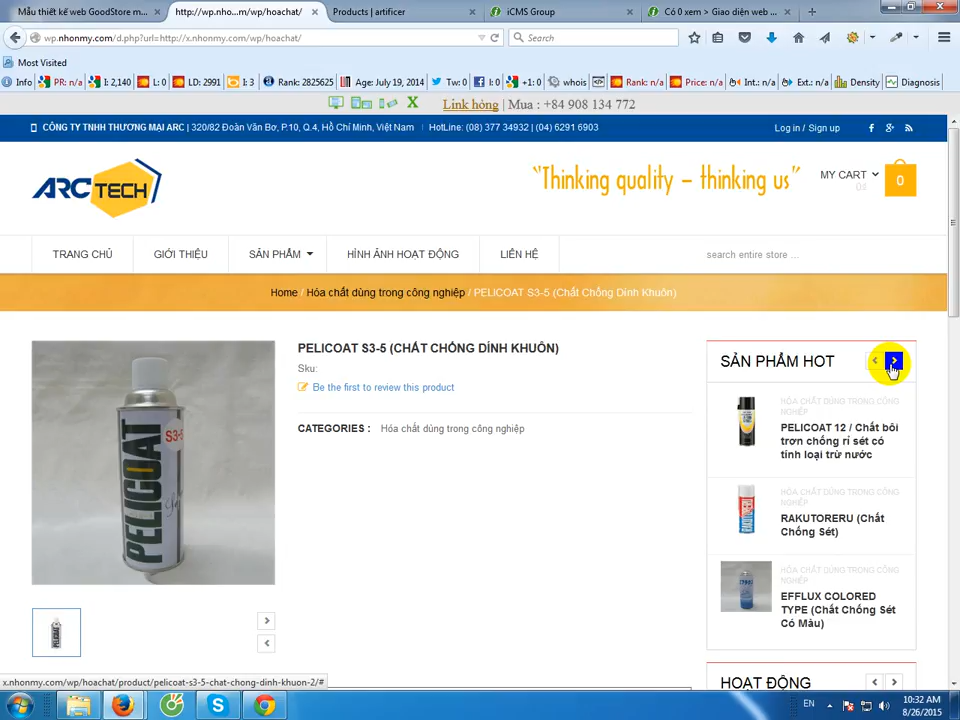 Mẫu thiết kế web GoodStore m...
http://wp.nho...m/wp/hoachat/
Products | artificer
iCMS Group
Có 0 xem > Giao diện web ...
wp.nhonmy.com/d.php?url=http://x.nhonmy.com/wp/hoachat/
Search
Most Visited
Info PR: n/a I: 2,140 L: 0 LD: 2991 I: 3 Rank: 2825625 Age: July 19, 2014 Tw: 0 I: 0 +1: 0 whois Rank: n/a Price: n/a Int.: n/a Ext.: n/a Density Diagnosis
Link hỏng | Mua : +84 908 134 772
CÔNG TY TNHH THƯƠNG MẠI ARC | 320/82 Đoàn Văn Bơ, P.10, Q.4, Hồ Chí Minh, Việt Nam | HotLine: (08) 377 34932 | (04) 6291 6903
Log in / Sign up
ARC TECH
“Thinking quality – thinking us”
MY CART
0₫
0
TRANG CHỦ
GIỚI THIỆU
SẢN PHẨM
HÌNH ẢNH HOẠT ĐỘNG
LIÊN HỆ
search entire store ...
Home / Hóa chất dùng trong công nghiệp / PELICOAT S3-5 (Chất Chống Dính Khuôn)
PELICOAT S3-5 (CHẤT CHỐNG DÍNH KHUÔN)
Sku:
Be the first to review this product
CATEGORIES : Hóa chất dùng trong công nghiệp
S3-5
PELICOAT
SẢN PHẨM HOT
HÓA CHẤT DÙNG TRONG CÔNG
NGHIỆP
PELICOAT 12 / Chất bôi
trơn chống rỉ sét có
tính loại trừ nước
HÓA CHẤT DÙNG TRONG CÔNG
NGHIỆP
RAKUTORERU (Chất
Chống Sét)
HÓA CHẤT DÙNG TRONG CÔNG
NGHIỆP
EFFLUX COLORED
TYPE (Chất Chống Sét
Có Màu)
HOẠT ĐỘNG
x.nhonmy.com/wp/hoachat/product/pelicoat-s3-5-chat-chong-dinh-khuon-2/#
EN
10:32 AM
8/26/2015